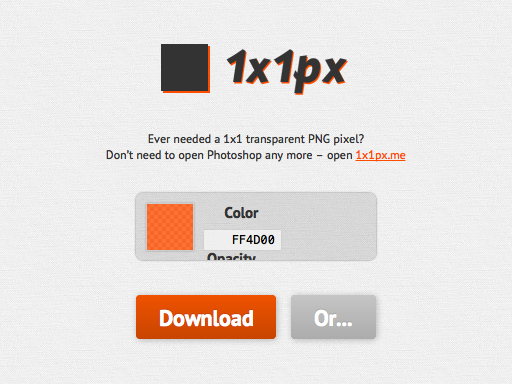 1x1px
Ever needed a 1x1 transparent PNG pixel?
Don't need to open Photoshop any more – open 1x1px.me
Color
FF4D00
Opacity
Download
Or...